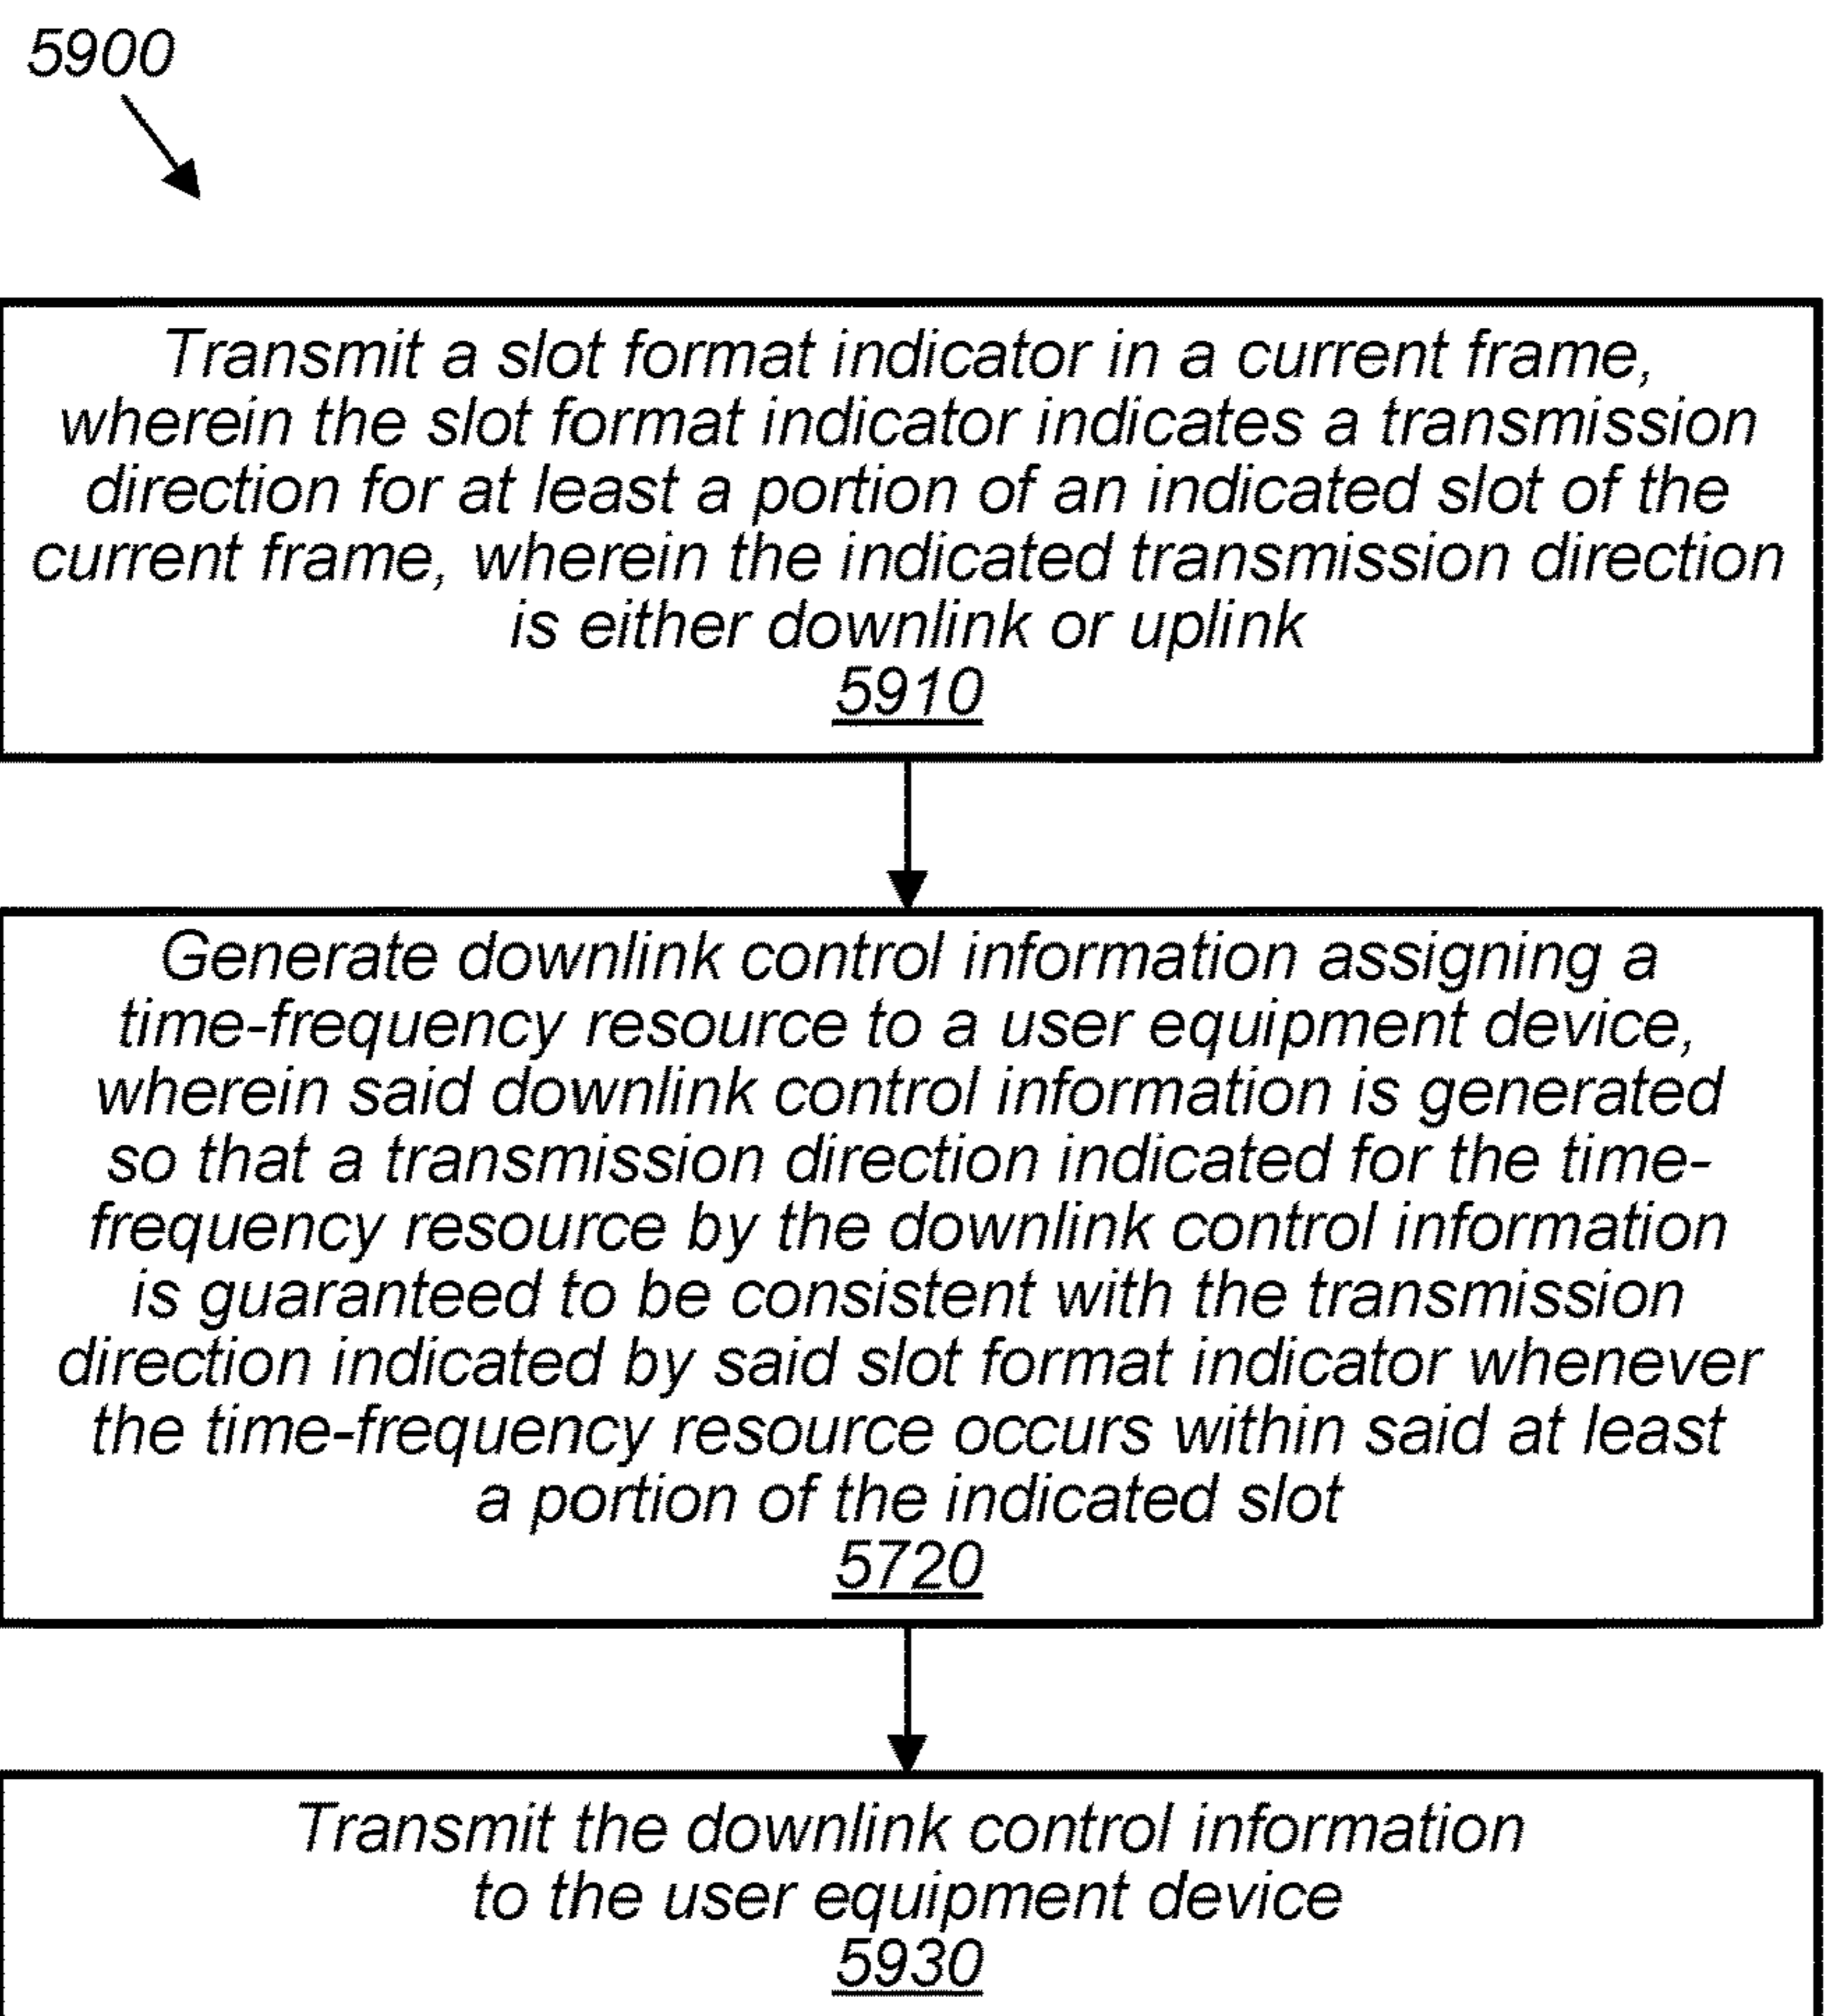 5900
Transmit a slot format indicator in a current frame,
wherein the slot format indicator indicates a transmission
direction for at least a portion of an indicated slot of the
current frame, wherein the indicated transmission direction
is either downlink or uplink
5910
Generate downlink control information assigning a
time-frequency resource to a user equipment device,
wherein said downlink control information is generated
so that a transmission direction indicated for the time-
frequency resource by the downlink control information
is guaranteed to be consistent with the transmission
direction indicated by said slot format indicator whenever
the time-frequency resource occurs within said at least
a portion of the indicated slot
5720
Transmit the downlink control information
to the user equipment device
5930